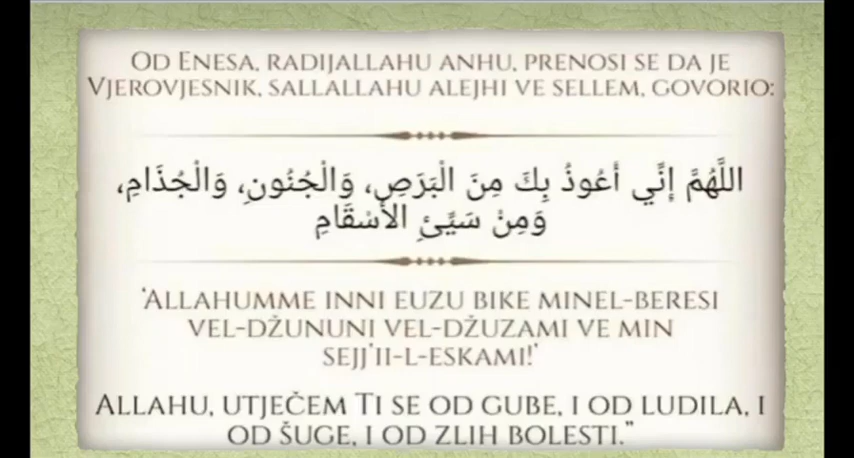 Od Enesa, radijallahu anhu, prenosi se da je
Vjerovjesnik, sallallahu alejhi ve sellem, govorio:
اللَّهُمَّ إِنِّي أَعُوذُ بِكَ مِنَ الْبَرَصِ، وَالْجُنُونِ، وَالْجُذَامِ،
وَمِنْ سَيِّئِ الأَسْقَامِ
‘Allahumme inni euzu bike minel-beresi
vel-džununi vel-džuzami ve min
sejj'ii-l-eskami!’
Allahu, utječem Ti se od gube, i od ludila, i
od šuge, i od zlih bolesti.”